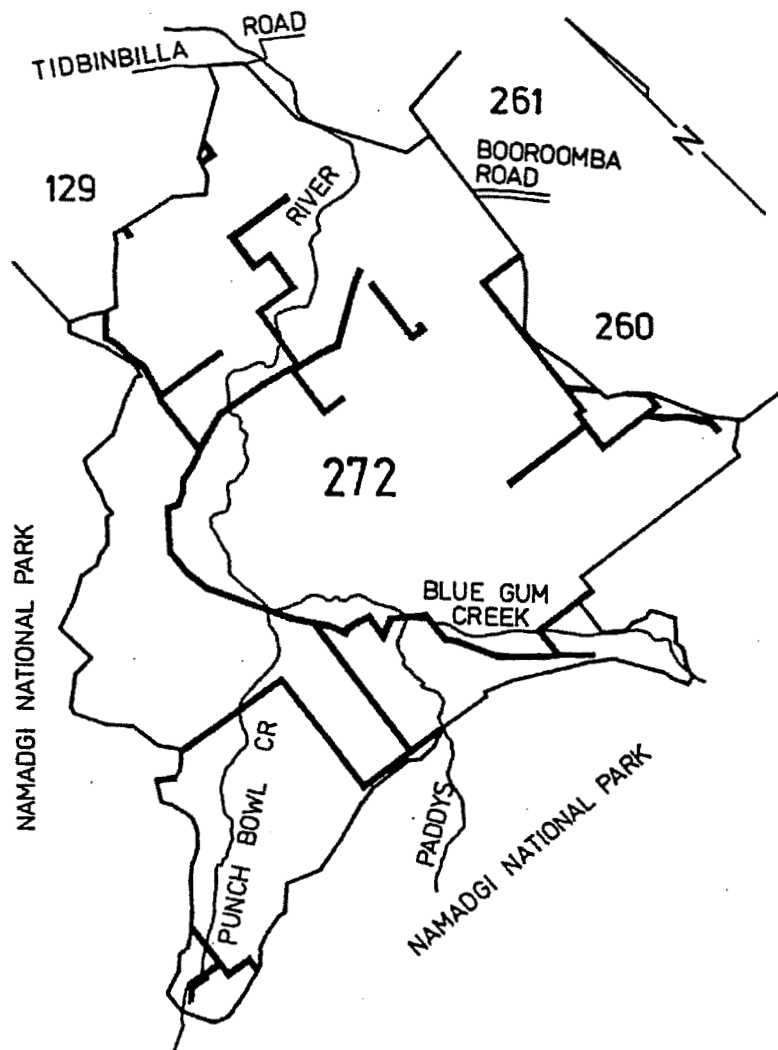 ROAD
TIDBINBILLA
261
N
BOOROOMBA
ROAD
129
RIVER
260
272
BLUE GUM
CREEK
NAMADGI NATIONAL PARK
CR
PUNCH BOWL
PADDYS
NAMADGI NATIONAL PARK